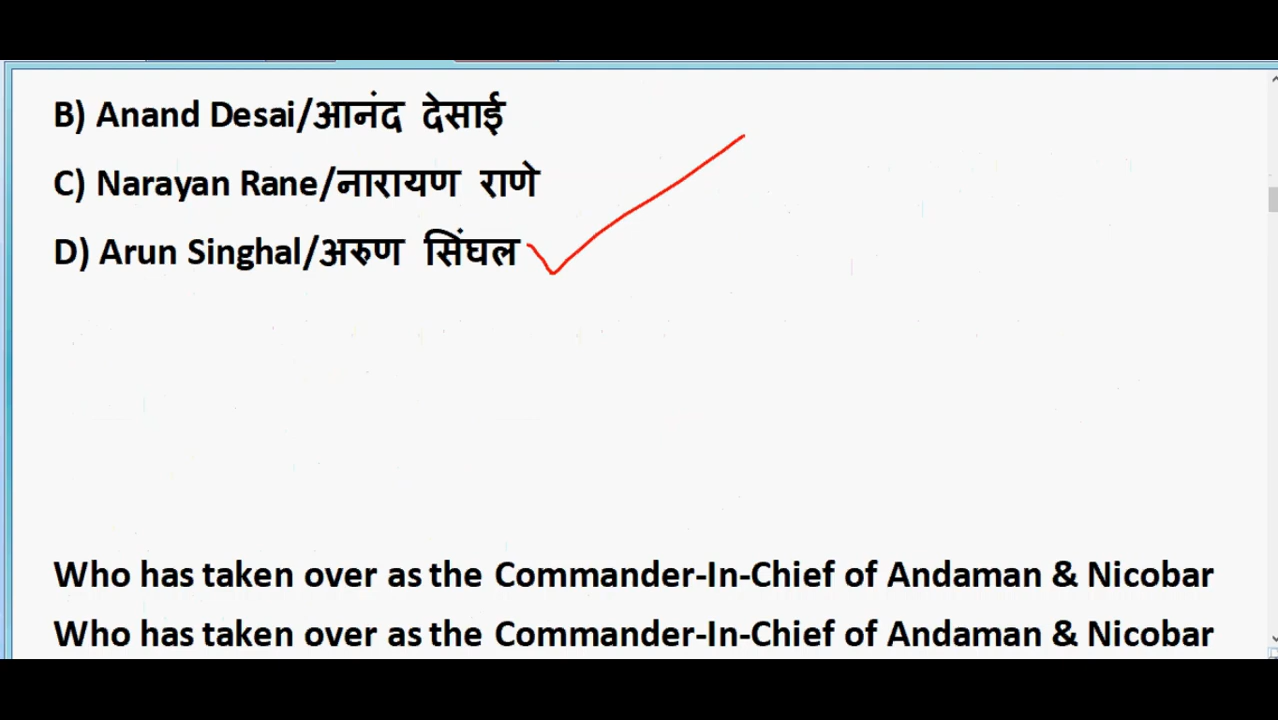 B) Anand Desai/आनंद देसाई
C) Narayan Rane/नारायण राणे
D) Arun Singhal/अरुण सिंघल
Who has taken over as the Commander-In-Chief of Andaman & Nicobar
Who has taken over as the Commander-In-Chief of Andaman & Nicobar